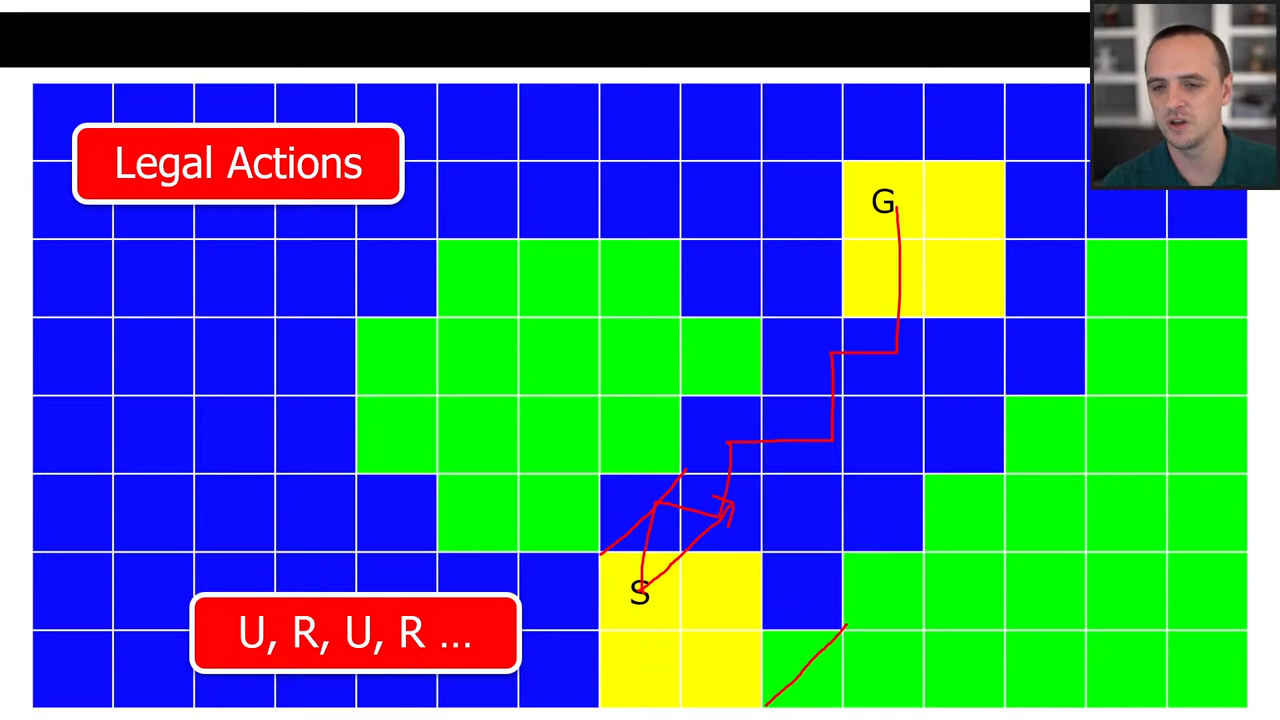 Legal Actions
G
S
U, R, U, R ...